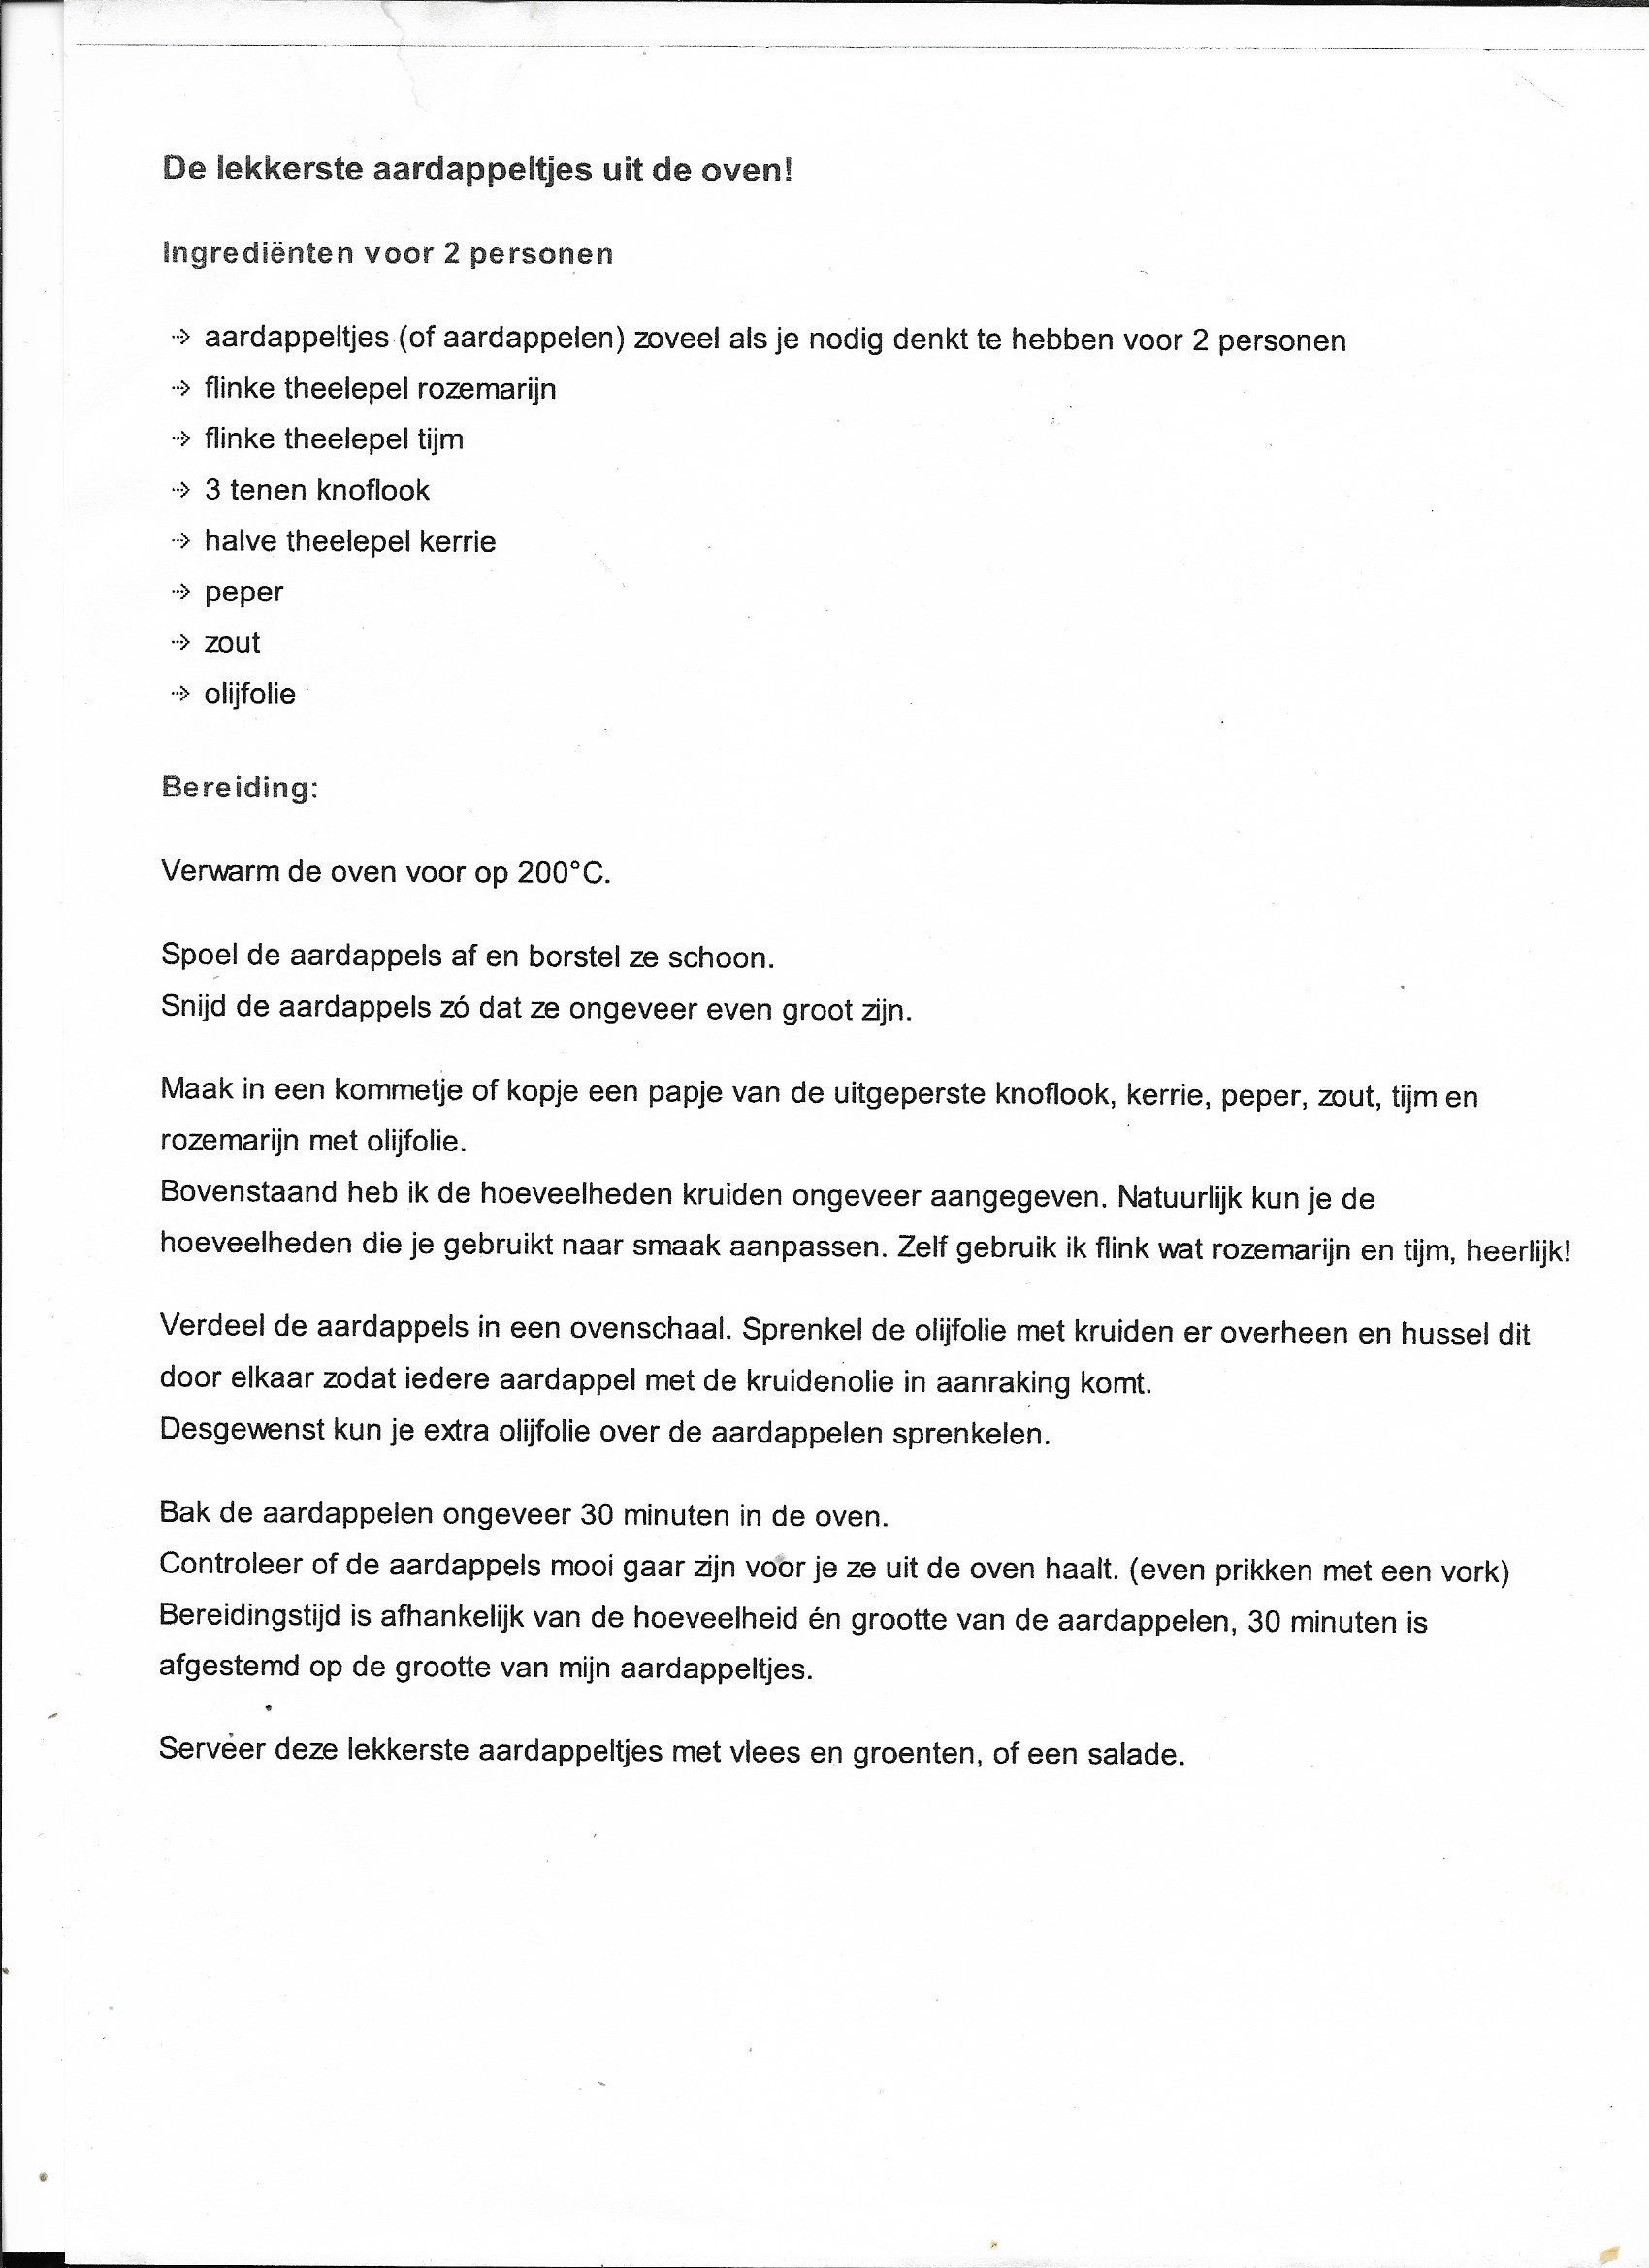 De lekkerste aardappeltjes uit de oven!
Ingrediënten voor 2 personen
aardappeltjes (of aardappelen) zoveel als je nodig denkt te hebben voor 2 personen
flinke theelepel rozemarijn
flinke theelepel tijm
3 tenen knoflook
halve theelepel kerrie
peper
zout
olijfolie
Bereiding:
Verwarm de oven voor op 200°C.
Spoel de aardappels af en borstel ze schoon.
Snijd de aardappels zó dat ze ongeveer even groot zijn.
Maak in een kommetje of kopje een papje van de uitgeperste knoflook, kerrie, peper, zout, tijm en
rozemarijn met olijfolie.
Bovenstaand heb ik de hoeveelheden kruiden ongeveer aangegeven. Natuurlijk kun je de
hoeveelheden die je gebruikt naar smaak aanpassen. Zelf gebruik ik flink wat rozemarijn en tijm, heerlijk!
Verdeel de aardappels in een ovenschaal. Sprenkel de olijfolie met kruiden er overheen en hussel dit
door elkaar zodat iedere aardappel met de kruidenolie in aanraking komt.
Desgewenst kun je extra olijfolie over de aardappelen sprenkelen.
Bak de aardappelen ongeveer 30 minuten in de oven.
Controleer of de aardappels mooi gaar zijn voor je ze uit de oven haalt. (even prikken met een vork)
Bereidingstijd is afhankelijk van de hoeveelheid én grootte van de aardappelen, 30 minuten is
afgestemd op de grootte van mijn aardappeltjes.
Serveer deze lekkerste aardappeltjes met vlees en groenten, of een salade.